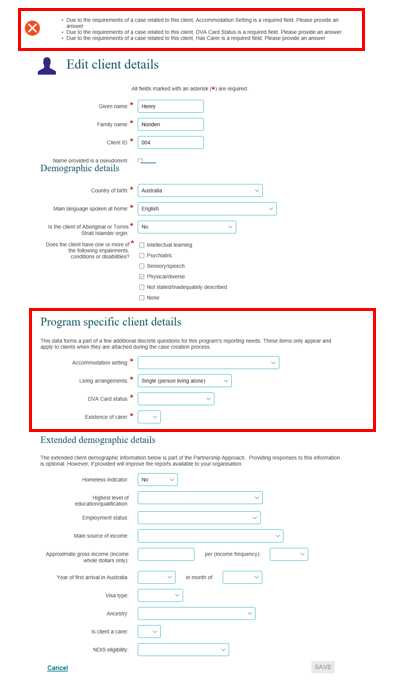 • Due to the requirements of a case related to this client, Accommodation Setting is a required field. Please provide an
answer
• Due to the requirements of a case related to this client, DVA Card Status is a required field. Please provide an answer
• Due to the requirements of a case related to this client, Has Carer is a required field. Please provide an answer
Edit client details
All fields marked with an asterisk (*) are required.
Given name: * Henry
Family name: * Nonden
Client ID: * 004
Name provided is a pseudonym:
Demographic details
Country of birth: * Australia
Main language spoken at home: * English
Is the client of Aboriginal or Torres * No
Strait Islander origin:
Does the client have one or more of * Intellectual learning
the following impairments, Psychiatric
conditions or disabilities? Sensory/speech
Physical/diverse
Not stated/Inadequately described
None
Program specific client details
This data forms a part of a few additional discrete questions for this program's reporting needs. These items only appear and
apply to clients when they are attached during the case creation process.
Accommodation setting: *
Living arrangements: * Single (person living alone)
DVA Card status: *
Existence of carer: *
Extended demographic details
The extended client demographic information below is part of the Partnership Approach. Providing responses to this information
is optional. However, if provided will improve the reports available to your organisation
Homeless indicator: No
Highest level of
education/qualification:
Employment status:
Main source of income:
Approximate gross income (income per (income frequency):
whole dollars only):
Year of first arrival in Australia: in month of:
Visa type:
Ancestry:
Is client a carer:
NDIS eligibility:
Cancel SAVE